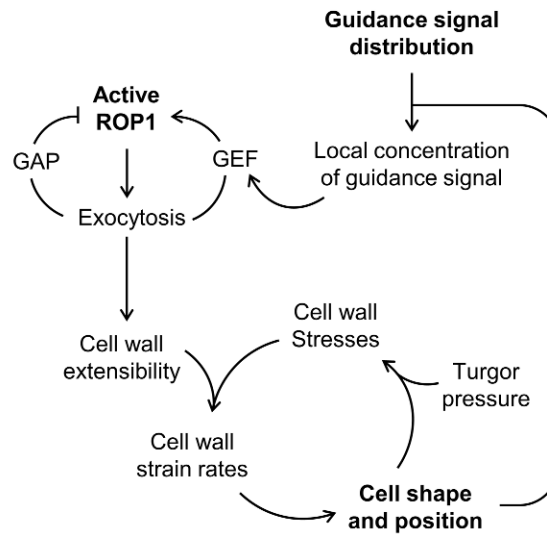 Guidance signal
distribution
Active
ROP1
GAP
GEF
Local concentration
of guidance signal
Exocytosis
Cell wall
Stresses
Cell wall
extensibility
Turgor
pressure
Cell wall
strain rates
Cell shape
and position